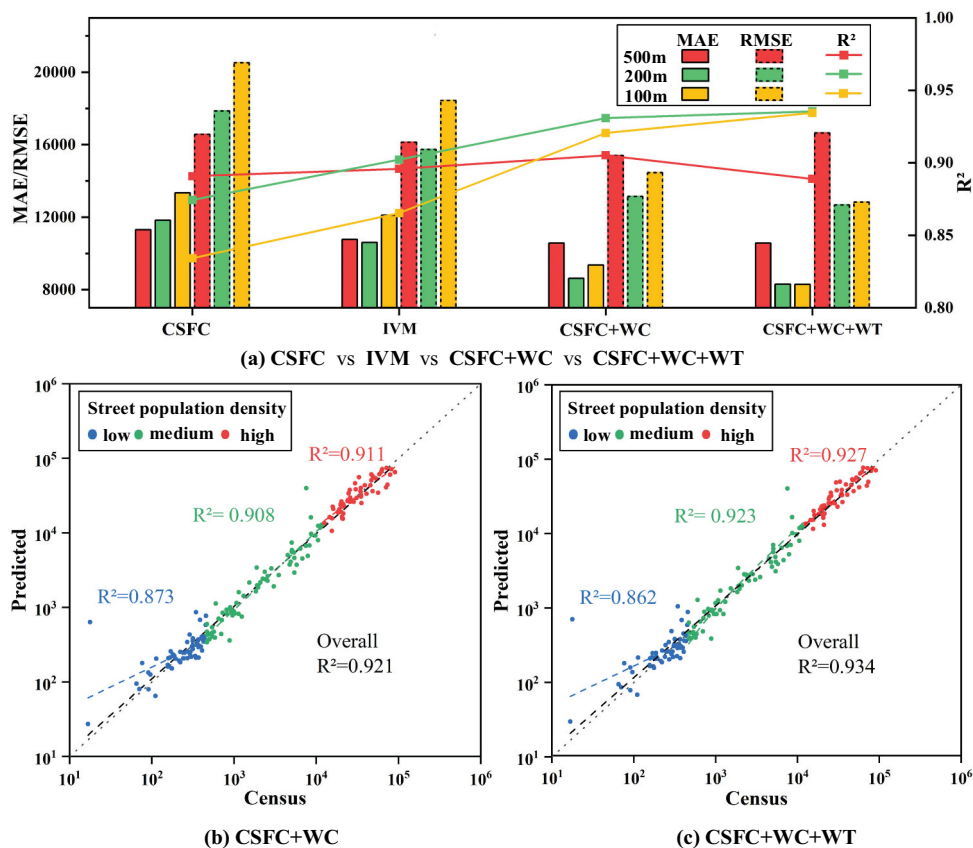 1.00
MAE RMSE R²
500m
200m
100m
20000
0.95
16000
0.90
12000
0.85
8000
0.80
MAE/RMSE
R²
CSFC IVM CSFC+WC CSFC+WC+WT
(a) CSFC vs IVM vs CSFC+WC vs CSFC+WC+WT
10⁶
Street population density
low medium high
10⁵
R²=0.911
R²=0.908
10⁴
Predicted
10³
R²=0.873
Overall
R²=0.921
10²
10¹
10¹ 10² 10³ 10⁴ 10⁵ 10⁶
Census
(b) CSFC+WC
10⁶
Street population density
low medium high
10⁵
R²=0.927
R²=0.923
10⁴
Predicted
10³
R²=0.862
Overall
R²=0.934
10²
10¹
10¹ 10² 10³ 10⁴ 10⁵ 10⁶
Census
(c) CSFC+WC+WT